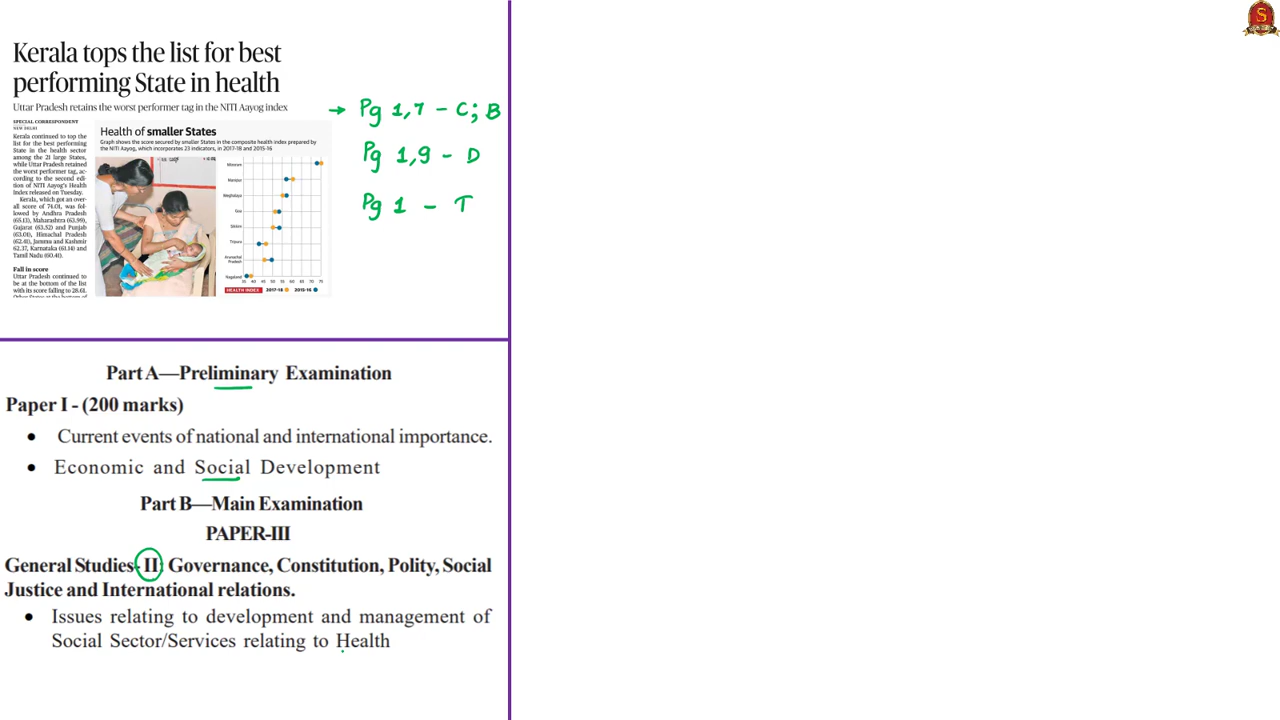 Kerala tops the list for best
performing State in health
Uttar Pradesh retains the worst performer tag in the NITI Aayog index
→ Pg 1,7 - C; B
Pg 1,9 - D
Pg 1 - T
SPECIAL CORRESPONDENT
NEW DELHI
Kerala continued to top the
list for the best performing
State in the health sector
among the 21 large States,
while Uttar Pradesh retained
the worst performer tag, ac-
cording to the second edi-
tion of NITI Aayog's Health
Index released on Tuesday.
Kerala, which got an over-
all score of 74.01, was fol-
lowed by Andhra Pradesh
(65.13), Maharashtra (63.99),
Gujarat (63.52) and Punjab
(63.01), Himachal Pradesh
(62.41), Jammu and Kashmir
62.37, Karnataka (61.14) and
Tamil Nadu (60.41).
Fall in score
Uttar Pradesh continued to
be at the bottom of the list
with its score falling to 28.61.
Health of smaller States
Graph shows the score secured by smaller States in the composite health index prepared by
the NITI Aayog, which incorporates 23 indicators, in 2017-18 and 2015-16
Mizoram
Manipur
Meghalaya
Goa
Sikkim
Tripura
Arunachal
Pradesh
Nagaland
35 40 45 50 55 60 65 70 75
HEALTH INDEX 2017-18 2015-16
Part A—Preliminary Examination
Paper I - (200 marks)
• Current events of national and international importance.
• Economic and Social Development
Part B—Main Examination
PAPER-III
General Studies- II: Governance, Constitution, Polity, Social
Justice and International relations.
• Issues relating to development and management of
Social Sector/Services relating to Health
S